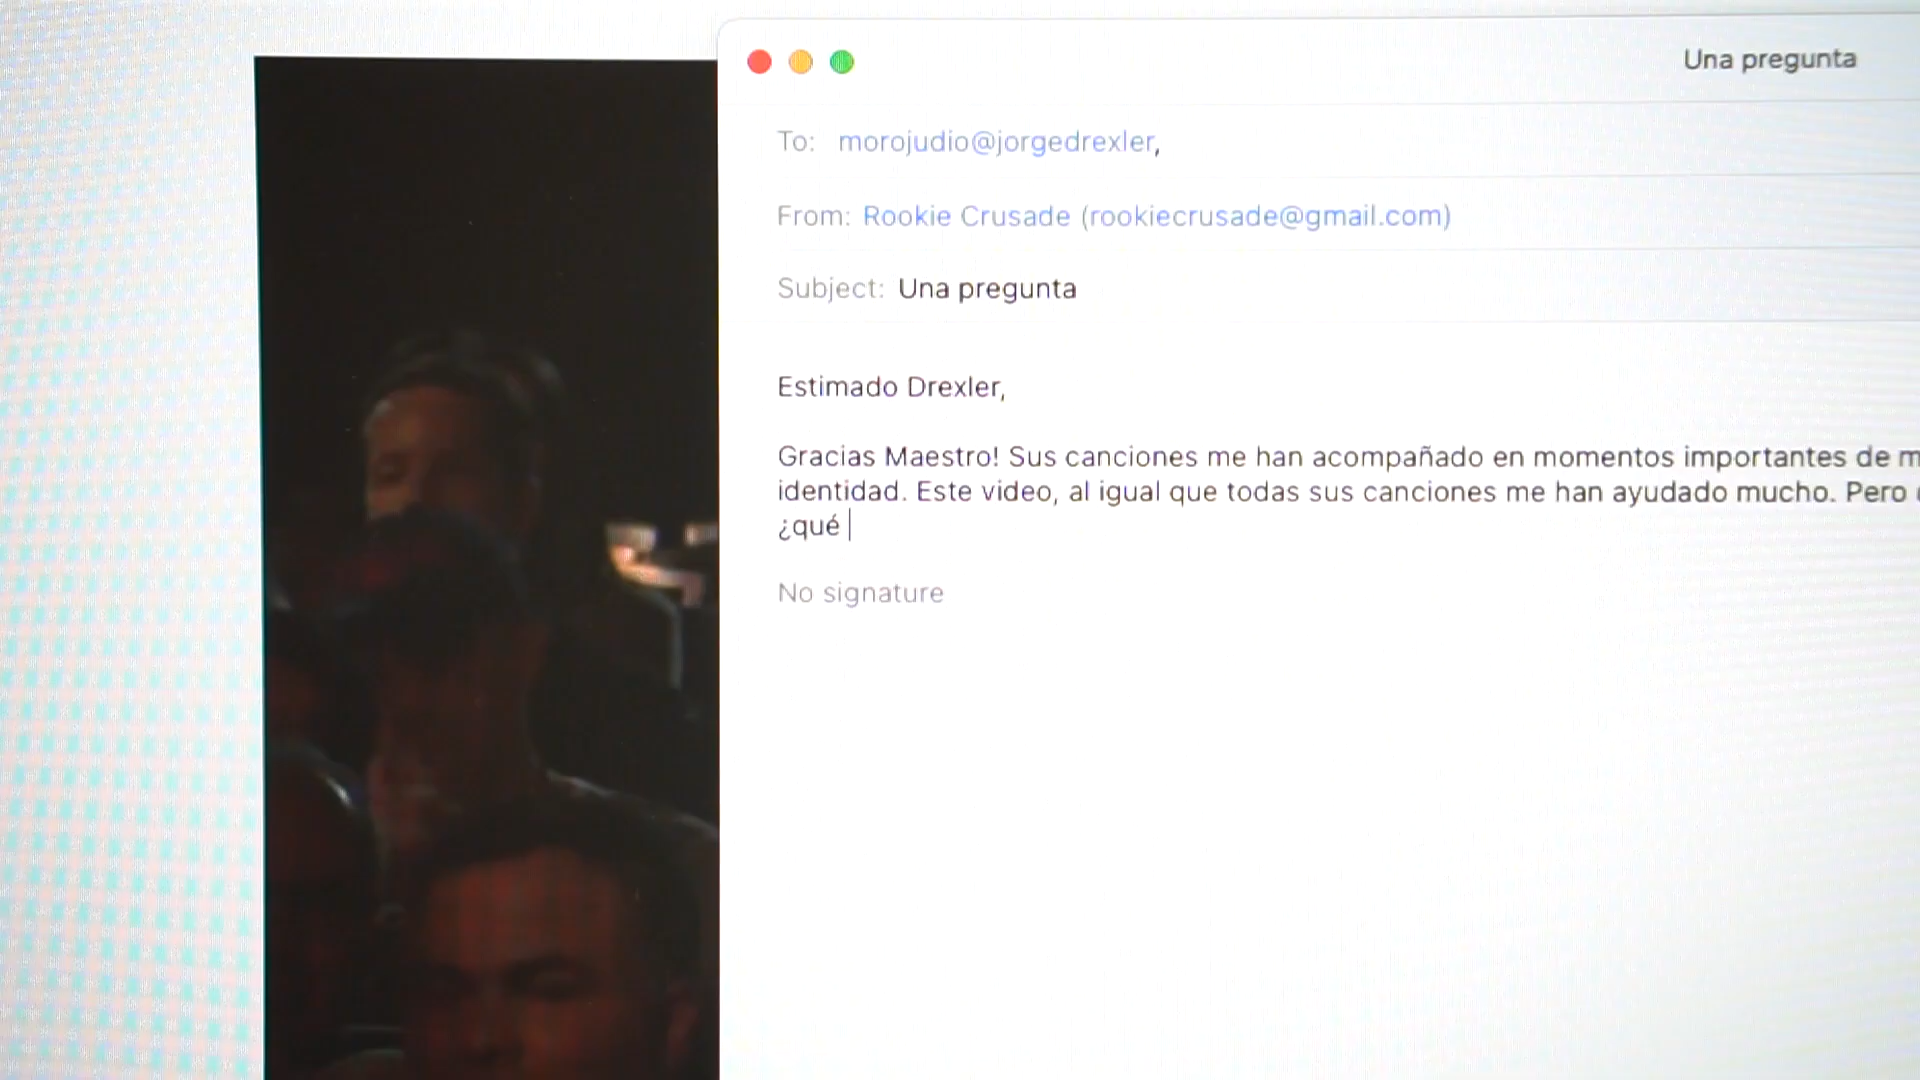 Una pregunta
To: morojudio@jorgedrexler,
From: Rookie Crusade (rookiecrusade@gmail.com)
Subject: Una pregunta
Estimado Drexler,
Gracias Maestro! Sus canciones me han acompañado en momentos importantes de
identidad. Este video, al igual que todas sus canciones me han ayudado mucho. Pero
¿qué
No signature